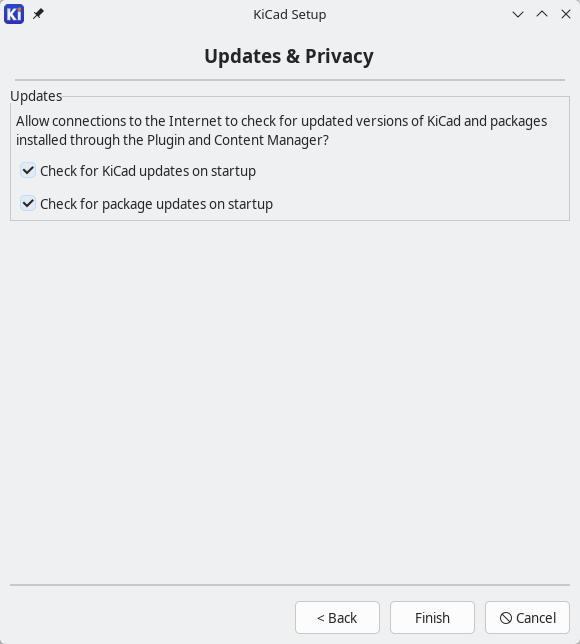 Ki
KiCad Setup
Updates & Privacy
Updates
Allow connections to the Internet to check for updated versions of KiCad and packages
installed through the Plugin and Content Manager?
Check for KiCad updates on startup
Check for package updates on startup
< Back
Finish
Cancel